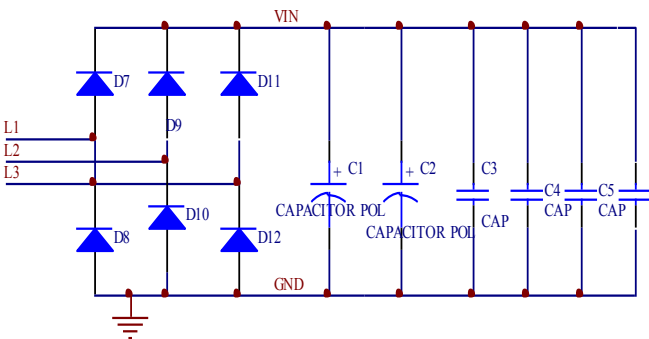 VIN
D7
D11
D9
L1
L2
L3
+ C1
+ C2
C3
C4
C5
CAPACITOR POL
CAP
CAP
CAP
D10
CAPACITOR POL
D8
D12
GND